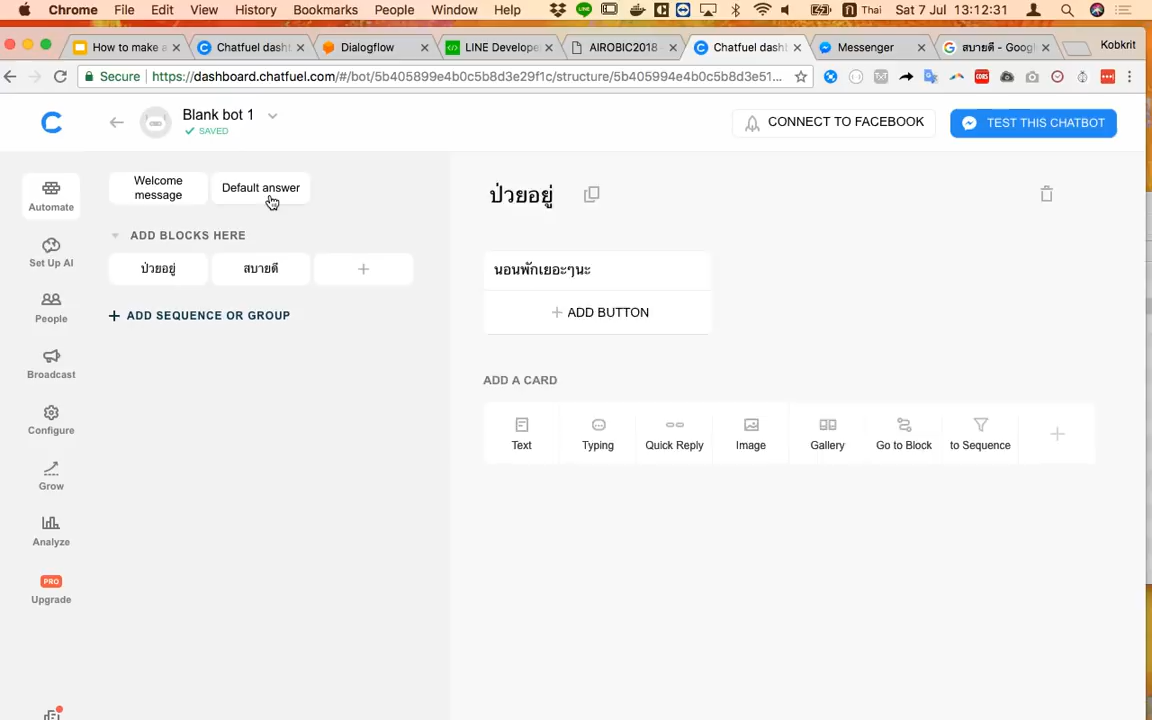 Chrome File Edit View History Bookmarks People Window Help Thai Sat 7 Jul 13:12:31
How to make a Chatfuel dashb Dialogflow LINE Develope AIROBIC2018- Chatfuel dashb Messenger สบายดี - Googl Kobkrit
Secure https://dashboard.chatfuel.com/#/bot/5b405899e4b0c5b8d3e29f1c/structure/5b405994e4b0c5b8d3e51...
Blank bot 1
SAVED
CONNECT TO FACEBOOK
TEST THIS CHATBOT
Automate
Set Up AI
People
Broadcast
Configure
Grow
Analyze
PRO
Upgrade
Welcome message
Default answer
ADD BLOCKS HERE
ป่วยอยู่ สบายดี
ADD SEQUENCE OR GROUP
ป่วยอยู่
นอนพักเยอะๆนะ
ADD BUTTON
ADD A CARD
Text Typing Quick Reply Image Gallery Go to Block to Sequence